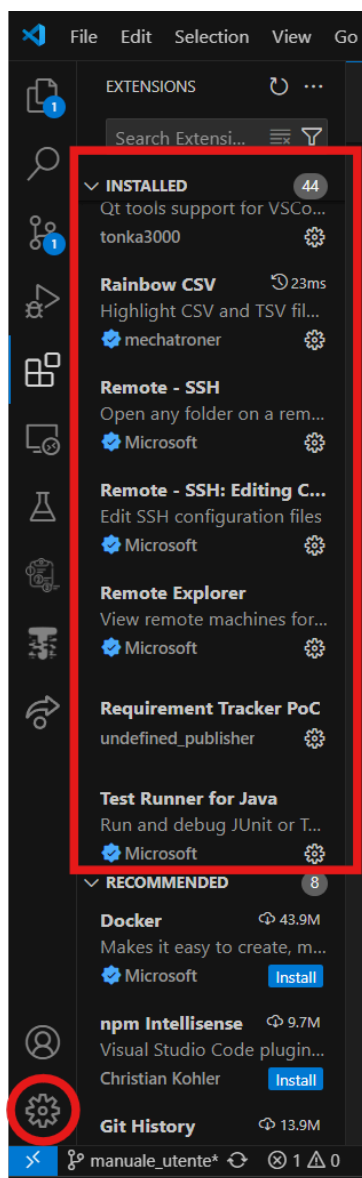 File Edit Selection View Go
EXTENSIONS
1
Search Extensi...
INSTALLED 44
Qt tools support for VSCo...
tonka3000
1
Rainbow CSV 23ms
Highlight CSV and TSV fil...
mechatroner
Remote - SSH
Open any folder on a rem...
Microsoft
Remote - SSH: Editing C...
Edit SSH configuration files
Microsoft
Remote Explorer
View remote machines for...
Microsoft
Requirement Tracker PoC
undefined_publisher
Test Runner for Java
Run and debug JUnit or T...
Microsoft
RECOMMENDED 8
Docker 43.9M
Makes it easy to create, m...
Microsoft Install
npm Intellisense 9.7M
Visual Studio Code plugin...
Christian Kohler Install
Git History 13.9M
manuale_utente* 1 0